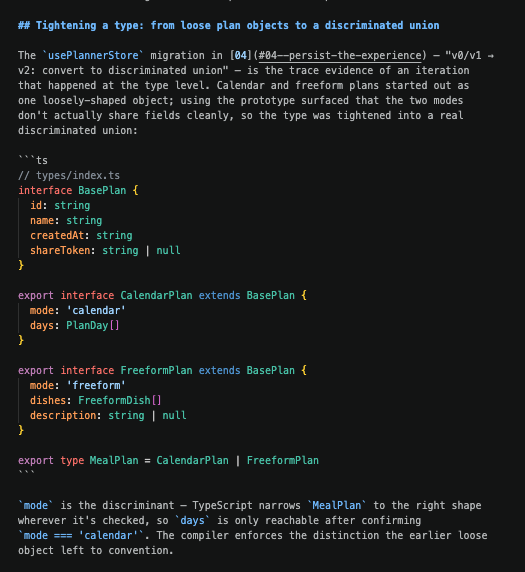 ## Tightening a type: from loose plan objects to a discriminated union
The `usePlannerStore` migration in [04](#04--persist-the-experience) — "v0/v1 →
v2: convert to discriminated union" — is the trace evidence of an iteration
that happened at the type level. Calendar and freeform plans started out as
one loosely-shaped object; using the prototype surfaced that the two modes
don't actually share fields cleanly, so the type was tightened into a real
discriminated union:
```ts
// types/index.ts
interface BasePlan {
  id: string
  name: string
  createdAt: string
  shareToken: string | null
}
export interface CalendarPlan extends BasePlan {
  mode: 'calendar'
  days: PlanDay[]
}
export interface FreeformPlan extends BasePlan {
  mode: 'freeform'
  dishes: FreeformDish[]
  description: string | null
}
export type MealPlan = CalendarPlan | FreeformPlan
```
`mode` is the discriminant — TypeScript narrows `MealPlan` to the right shape
wherever it's checked, so `days` is only reachable after confirming
`mode === 'calendar'`. The compiler enforces the distinction the earlier loose
object left to convention.